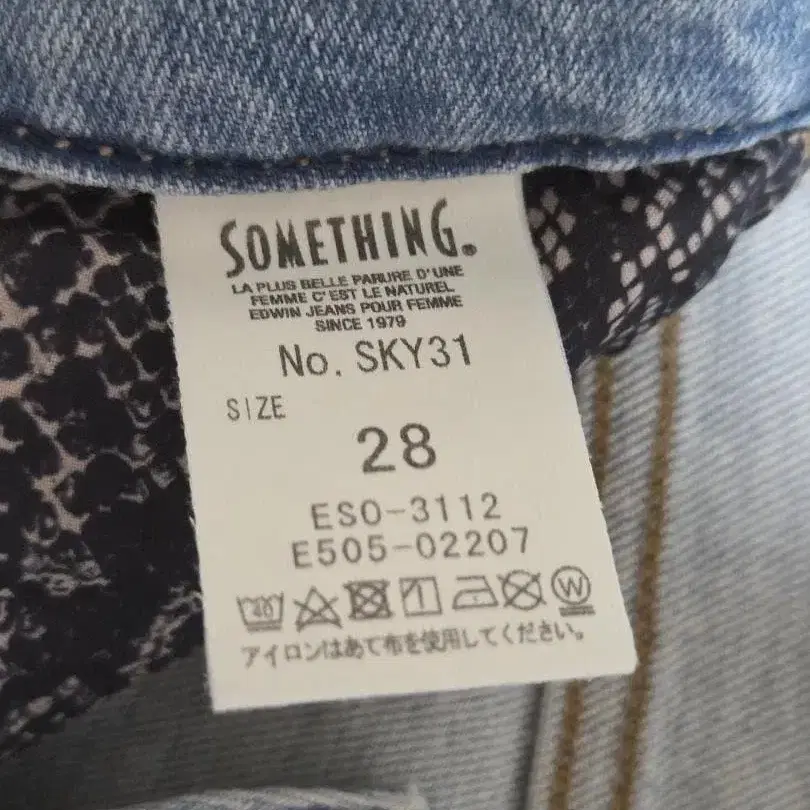 SOMETHING.
LA PLUS BELLE PARURE D'UNE
FEMME C'EST LE NATUREL
EDWIN JEANS POUR FEMME
SINCE 1979
No. SKY31
SIZE
28
ESO-3112
E505-02207
40 W
アイロンはあて布を使用してください。